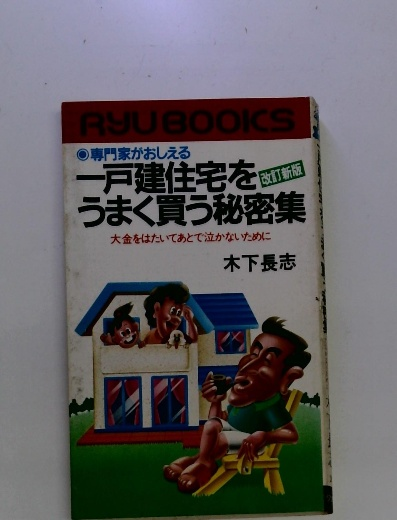 RYU BOOKS
◉専門家がおしえる
一戸建住宅を
改訂新版
うまく買う秘密集
大金をはたいてあとで泣かないために
木下長志